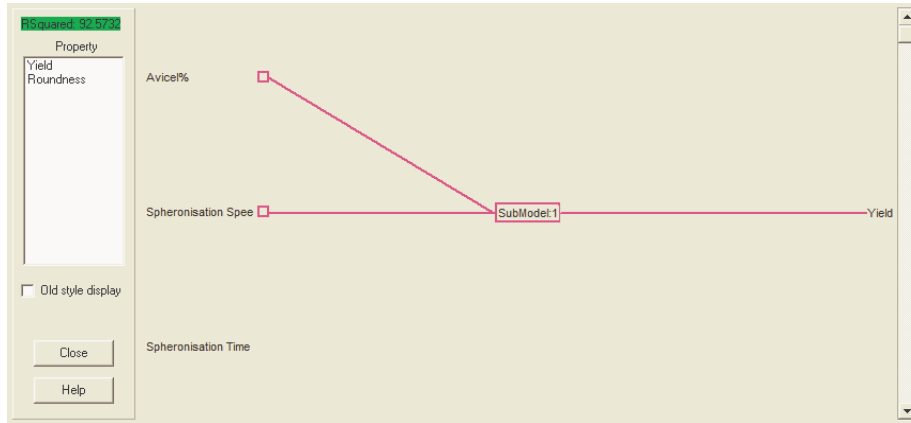 RSquared: 92.5732
Property
Yield
Roundness
Old style display
Close
Help
Avicel%
Spheronisation Spee
SubModel:1
Yield
Spheronisation Time